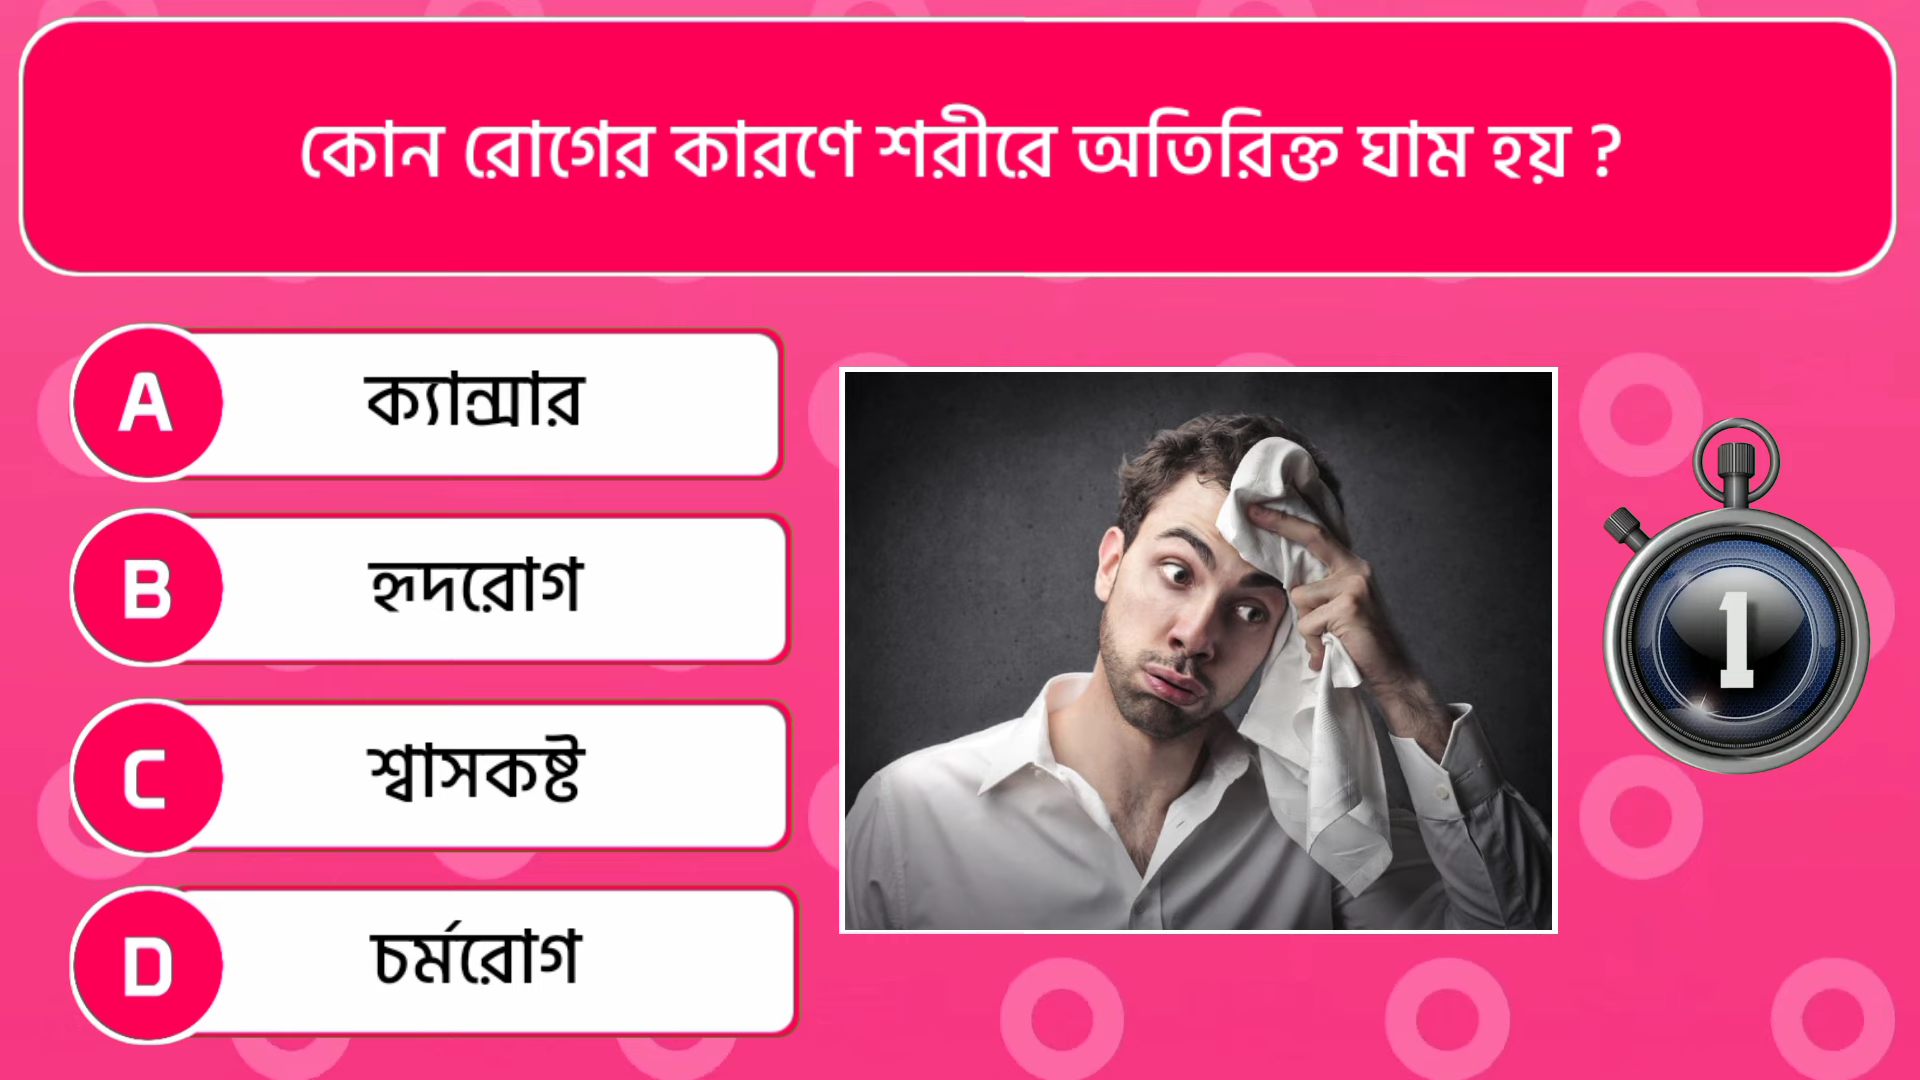 কোন রোগের কারণে শরীরে অতিরিক্ত ঘাম হয় ?
A ক্যান্সার
B হৃদরোগ
1
C শ্বাসকষ্ট
D চর্মরোগ